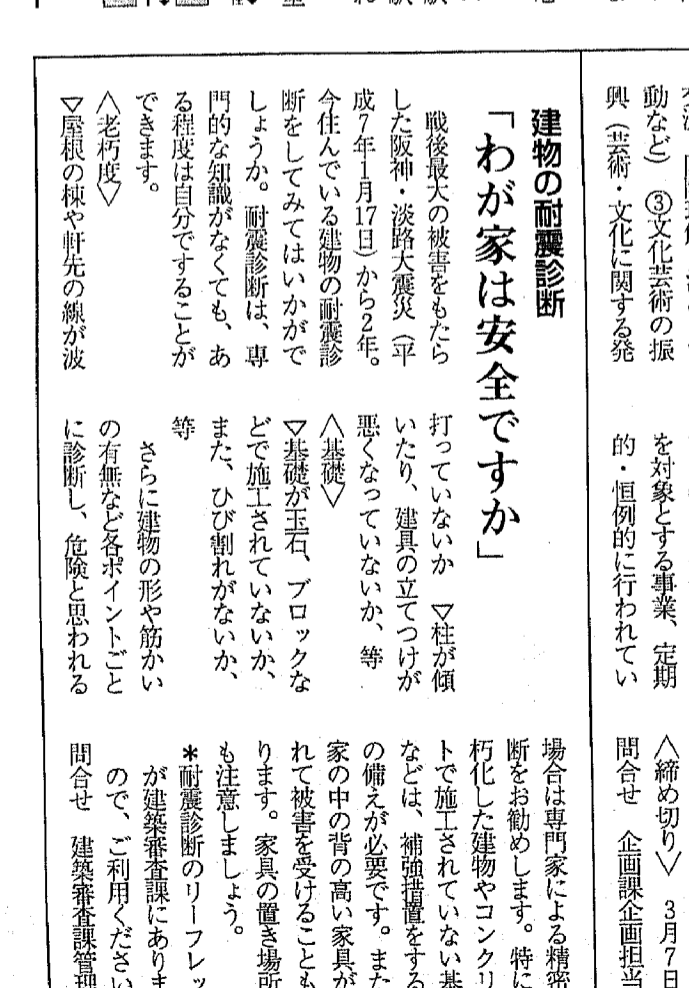 建物の耐震診断
「わが家は安全ですか」
戦後最大の被害をもたら
した阪神・淡路大震災（平
成7年1月17日）から2年。
今住んでいる建物の耐震診
断をしてみてはいかがで
しょうか。耐震診断は、専
門的な知識がなくても、あ
る程度は自分ですることが
できます。
〈老朽度〉
▽屋根の棟や軒先の線が波
打っていないか　▽柱が傾
いたり、建具の立てつけが
悪くなっていないか、等
〈基礎〉
▽基礎が玉石、ブロックな
どで施工されていないか、
また、ひび割れがないか、
等
さらに建物の形や筋かい
の有無など各ポイントごと
に診断し、危険と思われる
場合は専門家による精密
断をお勧めします。特に
朽化した建物やコンクリ
トで施工されていない基
などは、補強措置をする
の備えが必要です。また
家の中の背の高い家具が
れて被害を受けることも
ります。家具の置き場所
も注意しましょう。
＊耐震診断のリーフレッ
が建築審査課にありま
ので、ご利用ください
問合せ　建築審査課管理
動など）　③文化芸術の振
興（芸術・文化に関する発
を対象とする事業、定期
的・恒例的に行われてい
〈締め切り〉　3月7日
問合せ　企画課企画担当